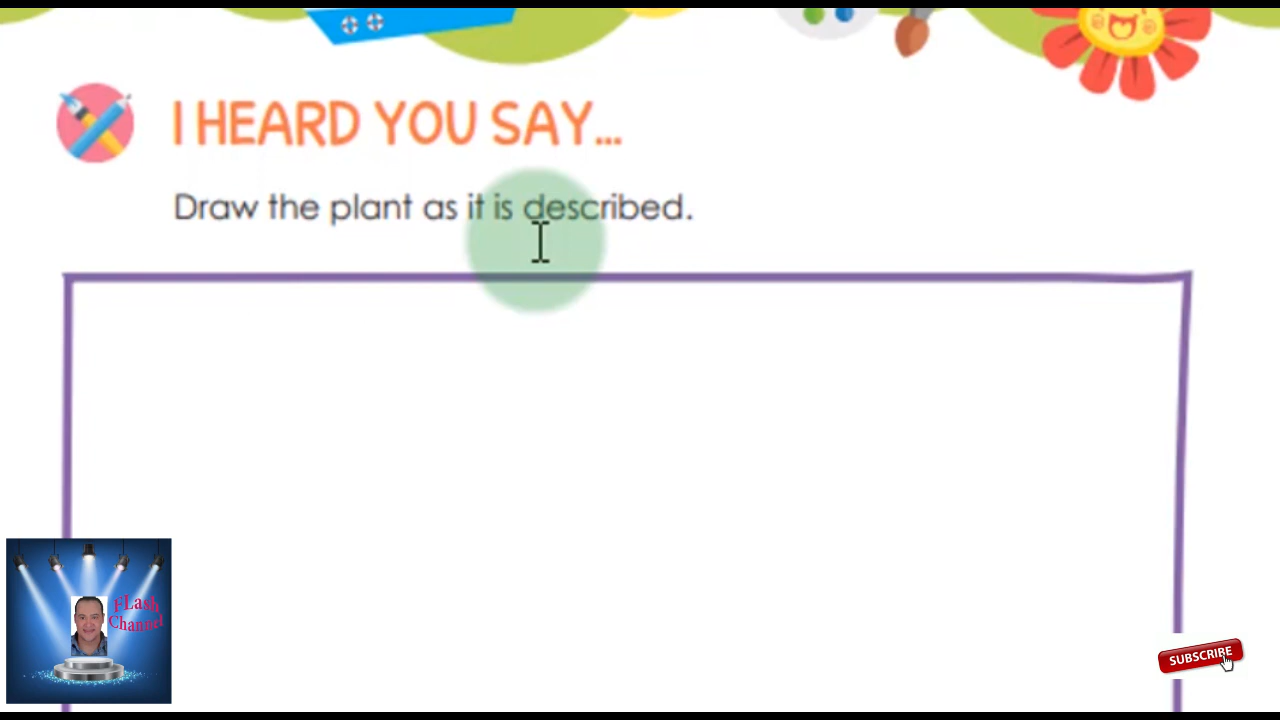 I HEARD YOU SAY...
Draw the plant as it is described.
FLash
Channel
SUBSCRIBE